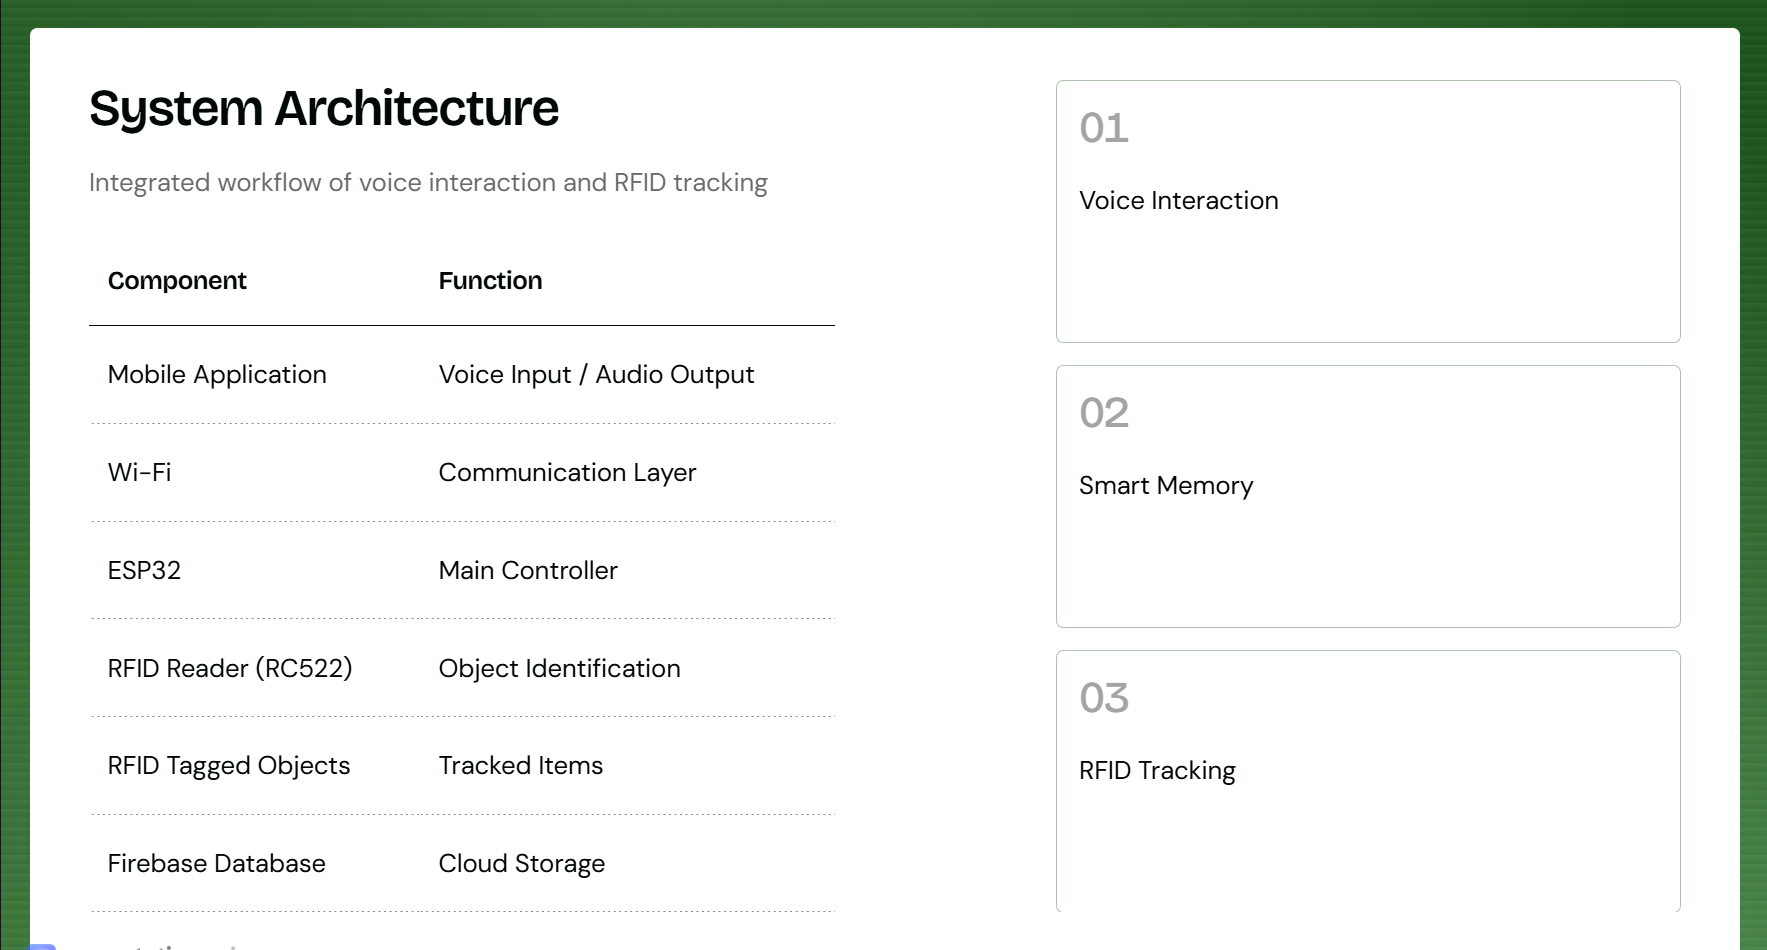 System Architecture
Integrated workflow of voice interaction and RFID tracking
Component Function
Mobile Application Voice Input / Audio Output
Wi-Fi Communication Layer
ESP32 Main Controller
RFID Reader (RC522) Object Identification
RFID Tagged Objects Tracked Items
Firebase Database Cloud Storage
01
Voice Interaction
02
Smart Memory
03
RFID Tracking